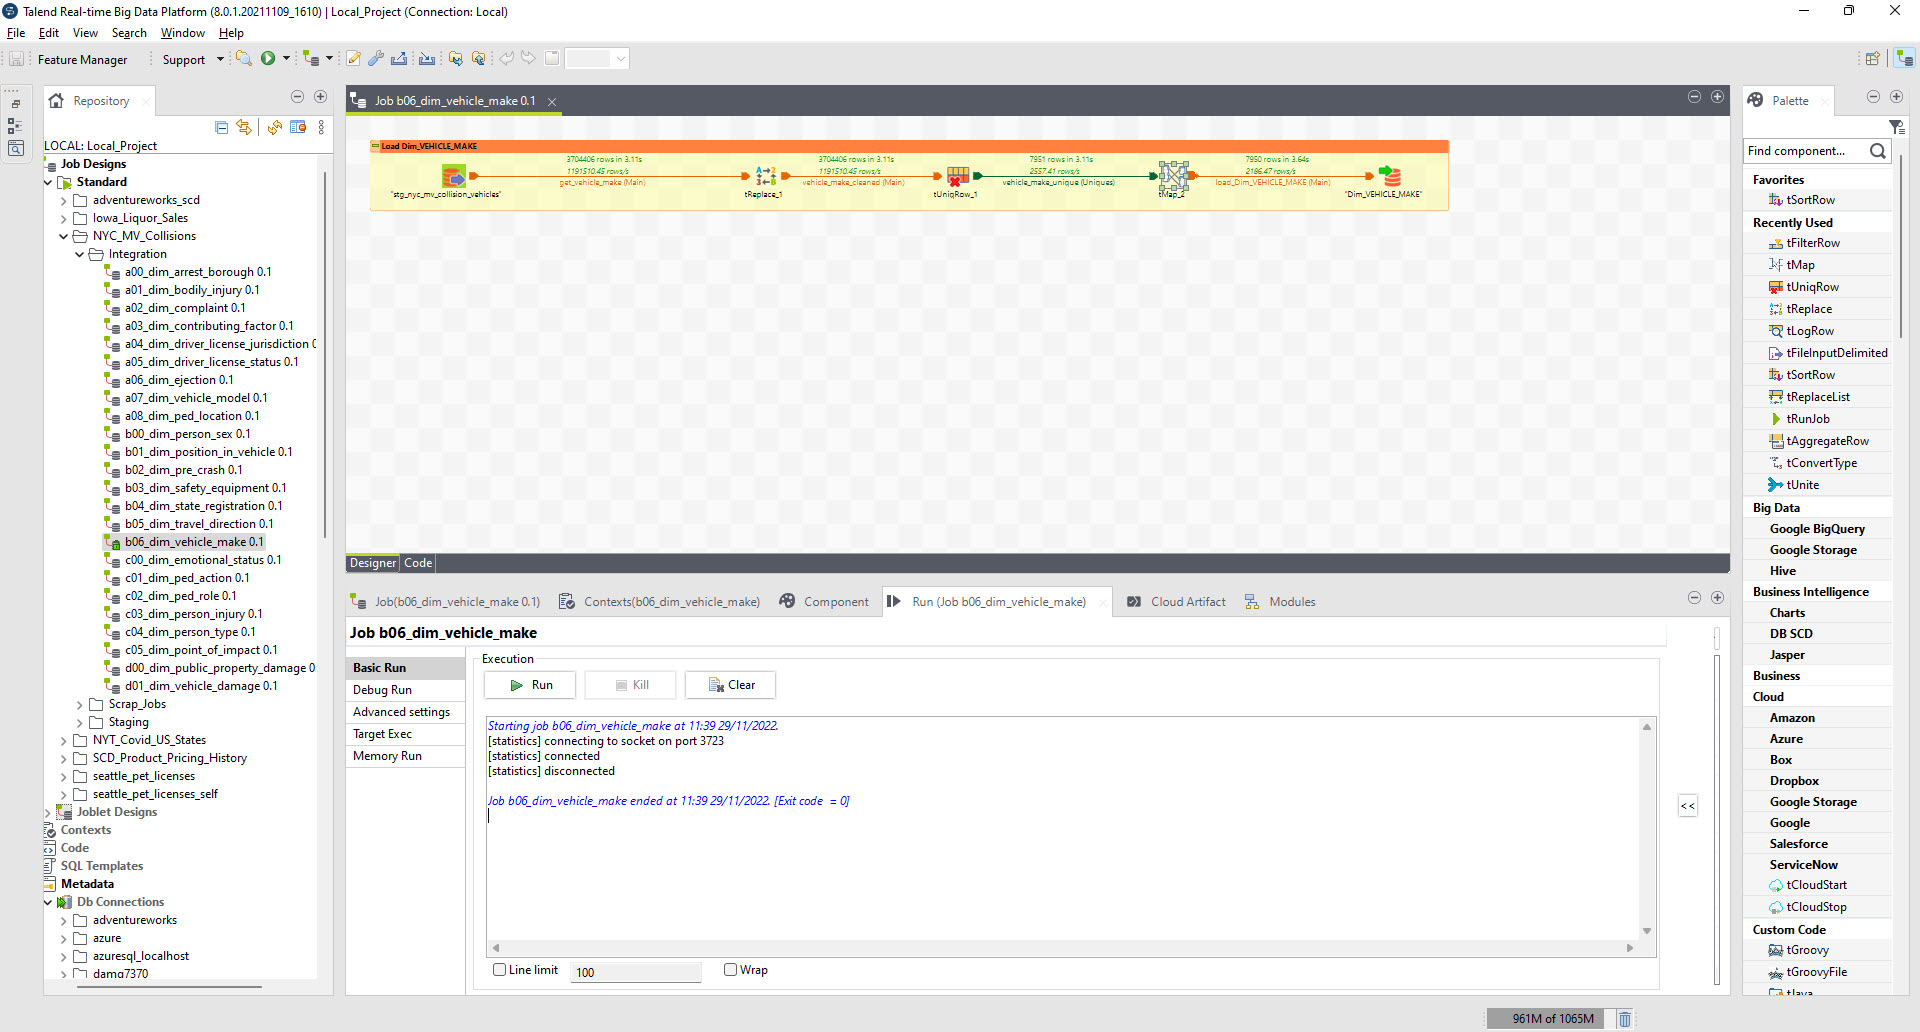 Talend Real-time Big Data Platform (8.0.1.20211109_1610) | Local_Project (Connection: Local)
File Edit View Search Window Help
Feature Manager Support
Repository
LOCAL: Local_Project
Job Designs
Standard
adventureworks_scd
Iowa_Liquor_Sales
NYC_MV_Collisions
Integration
a00_dim_arrest_borough 0.1
a01_dim_bodily_injury 0.1
a02_dim_complaint 0.1
a03_dim_contributing_factor 0.1
a04_dim_driver_license_jurisdiction 0
a05_dim_driver_license_status 0.1
a06_dim_ejection 0.1
a07_dim_vehicle_model 0.1
a08_dim_ped_location 0.1
b00_dim_person_sex 0.1
b01_dim_position_in_vehicle 0.1
b02_dim_pre_crash 0.1
b03_dim_safety_equipment 0.1
b04_dim_state_registration 0.1
b05_dim_travel_direction 0.1
b06_dim_vehicle_make 0.1
c00_dim_emotional_status 0.1
c01_dim_ped_action 0.1
c02_dim_ped_role 0.1
c03_dim_person_injury 0.1
c04_dim_person_type 0.1
c05_dim_point_of_impact 0.1
d00_dim_public_property_damage 0
d01_dim_vehicle_damage 0.1
Scrap_Jobs
Staging
NYT_Covid_US_States
SCD_Product_Pricing_History
seattle_pet_licenses
seattle_pet_licenses_self
Joblet Designs
Contexts
Code
SQL Templates
Metadata
Db Connections
adventureworks
azure
azuresql_localhost
damg7370
Job b06_dim_vehicle_make 0.1
Load Dim_VEHICLE_MAKE
3704406 rows in 3.11s
1191510.45 rows/s
get_vehicle_make (Main)
3704406 rows in 3.11s
1191510.45 rows/s
vehicle_make_cleaned (Main)
7951 rows in 3.11s
2557.41 rows/s
vehicle_make_unique (Uniques)
7950 rows in 3.64s
2186.47 rows/s
load_Dim_VEHICLE_MAKE (Main)
"stg_nyc_mv_collision_vehicles"
tReplace_1
tUniqRow_1
tMap_2
"Dim_VEHICLE_MAKE"
Designer Code
Job(b06_dim_vehicle_make 0.1) Contexts(b06_dim_vehicle_make) Component Run (Job b06_dim_vehicle_make) Cloud Artifact Modules
Job b06_dim_vehicle_make
Basic Run
Debug Run
Advanced settings
Target Exec
Memory Run
Execution
Run Kill Clear
Starting job b06_dim_vehicle_make at 11:39 29/11/2022.
[statistics] connecting to socket on port 3723
[statistics] connected
[statistics] disconnected
Job b06_dim_vehicle_make ended at 11:39 29/11/2022. [Exit code = 0]
<<
Line limit 100 Wrap
Palette
Find component...
Favorites
tSortRow
Recently Used
tFilterRow
tMap
tUniqRow
tReplace
tLogRow
tFileInputDelimited
tSortRow
tReplaceList
tRunJob
tAggregateRow
tConvertType
tUnite
Big Data
Google BigQuery
Google Storage
Hive
Business Intelligence
Charts
DB SCD
Jasper
Business
Cloud
Amazon
Azure
Box
Dropbox
Google Storage
Google
Salesforce
ServiceNow
tCloudStart
tCloudStop
Custom Code
tGroovy
tGroovyFile
tJava
961M of 1065M